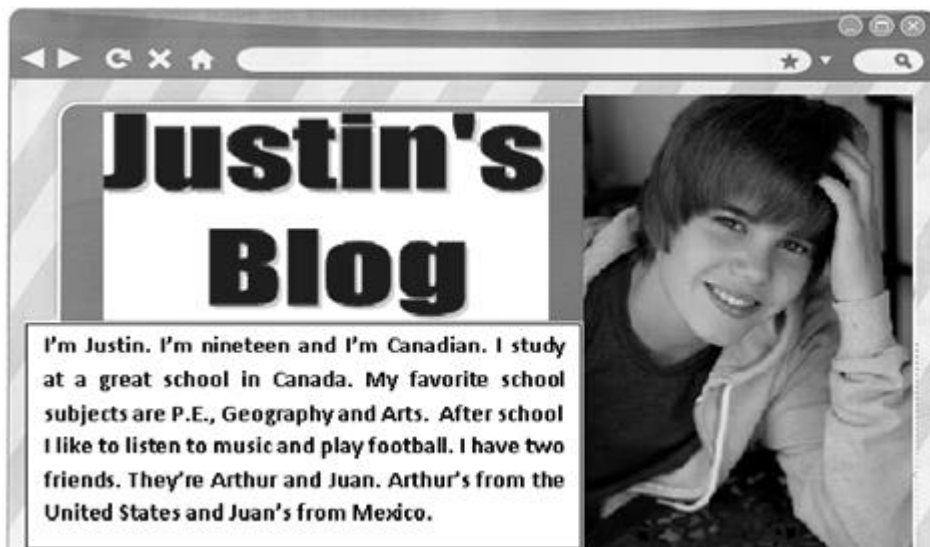 Justin's
Blog
I'm Justin. I'm nineteen and I'm Canadian. I study
at a great school in Canada. My favorite school
subjects are P.E., Geography and Arts. After school
I like to listen to music and play football. I have two
friends. They're Arthur and Juan. Arthur's from the
United States and Juan's from Mexico.